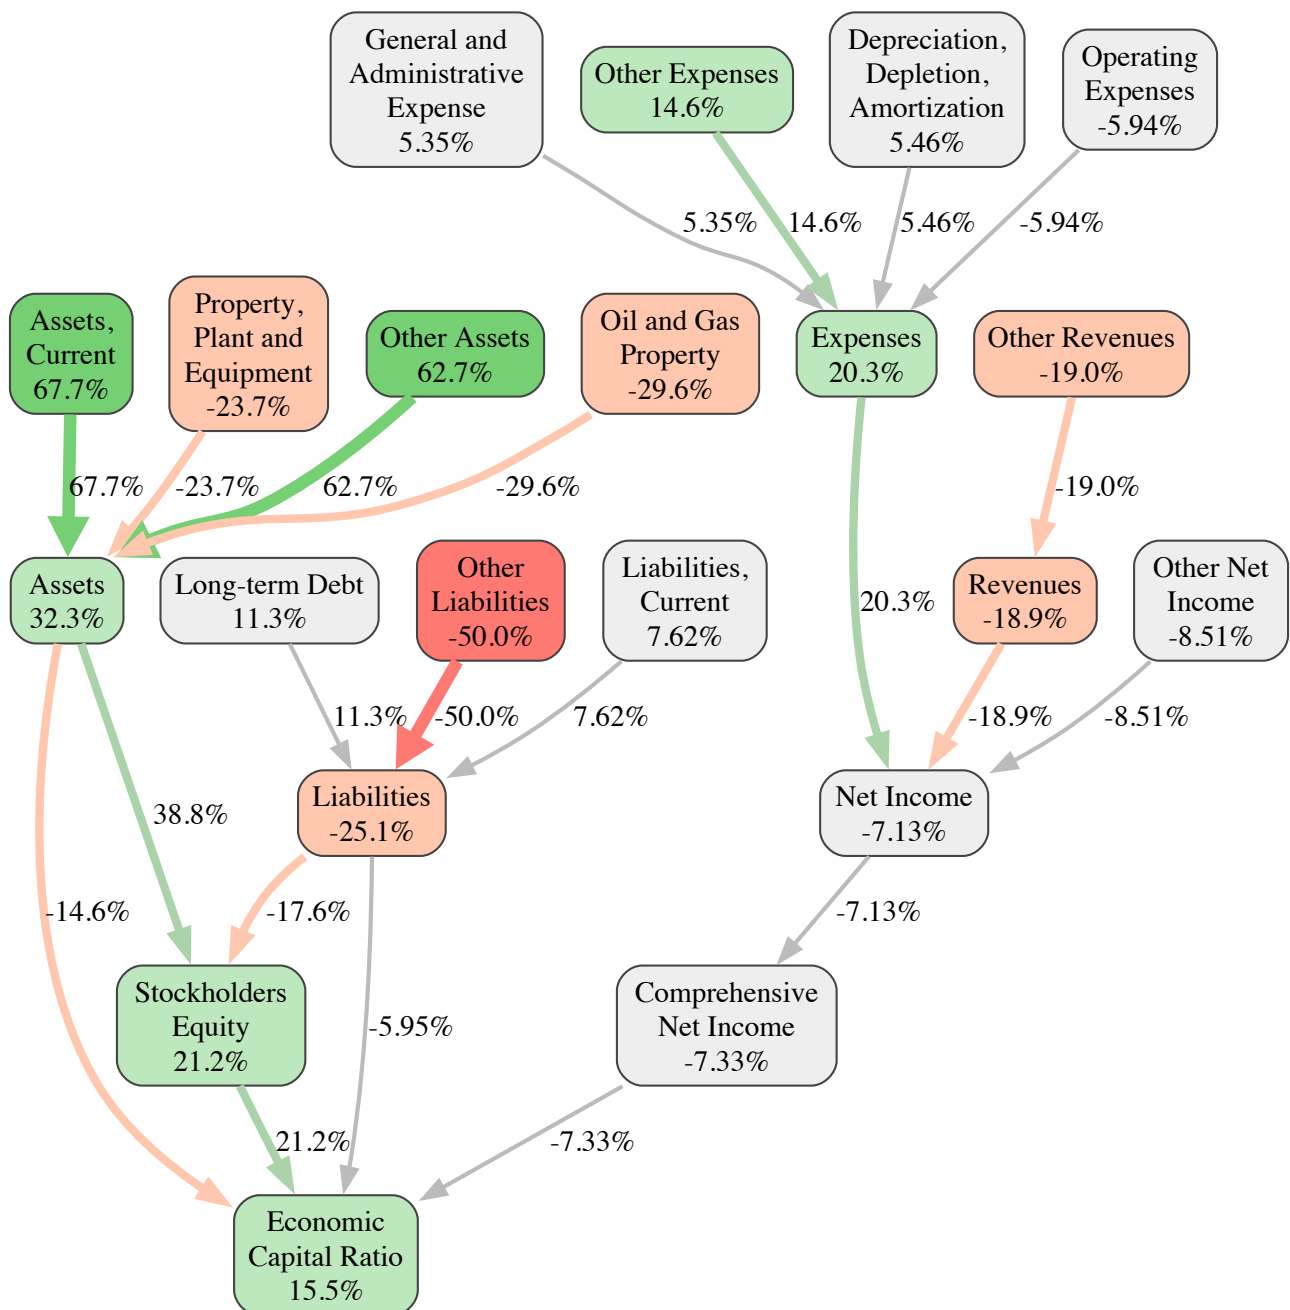 General and
Administrative
Expense
5.35%
Other Expenses
14.6%
Depreciation,
Depletion,
Amortization
5.46%
Operating
Expenses
-5.94%
5.35%
14.6%
5.46%
-5.94%
Assets,
Current
67.7%
Property,
Plant and
Equipment
-23.7%
Other Assets
62.7%
Oil and Gas
Property
-29.6%
Expenses
20.3%
Other Revenues
-19.0%
67.7%
-23.7%
62.7%
-29.6%
-19.0%
Assets
32.3%
Long-term Debt
11.3%
Other
Liabilities
-50.0%
Liabilities,
Current
7.62%
20.3%
Revenues
-18.9%
Other Net
Income
-8.51%
11.3%
-50.0%
7.62%
-18.9%
-8.51%
38.8%
Liabilities
-25.1%
Net Income
-7.13%
-14.6%
-17.6%
-7.13%
Stockholders
Equity
21.2%
-5.95%
Comprehensive
Net Income
-7.33%
21.2%
-7.33%
Economic
Capital Ratio
15.5%